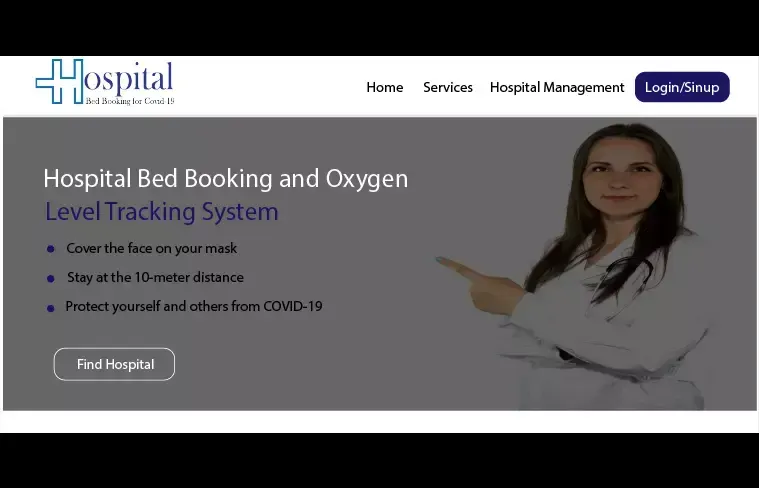 Hospital
Bed Booking for Covid-19
Home Services Hospital Management Login/Sinup
Hospital Bed Booking and Oxygen
Level Tracking System
Cover the face on your mask
Stay at the 10-meter distance
Protect yourself and others from COVID-19
Find Hospital